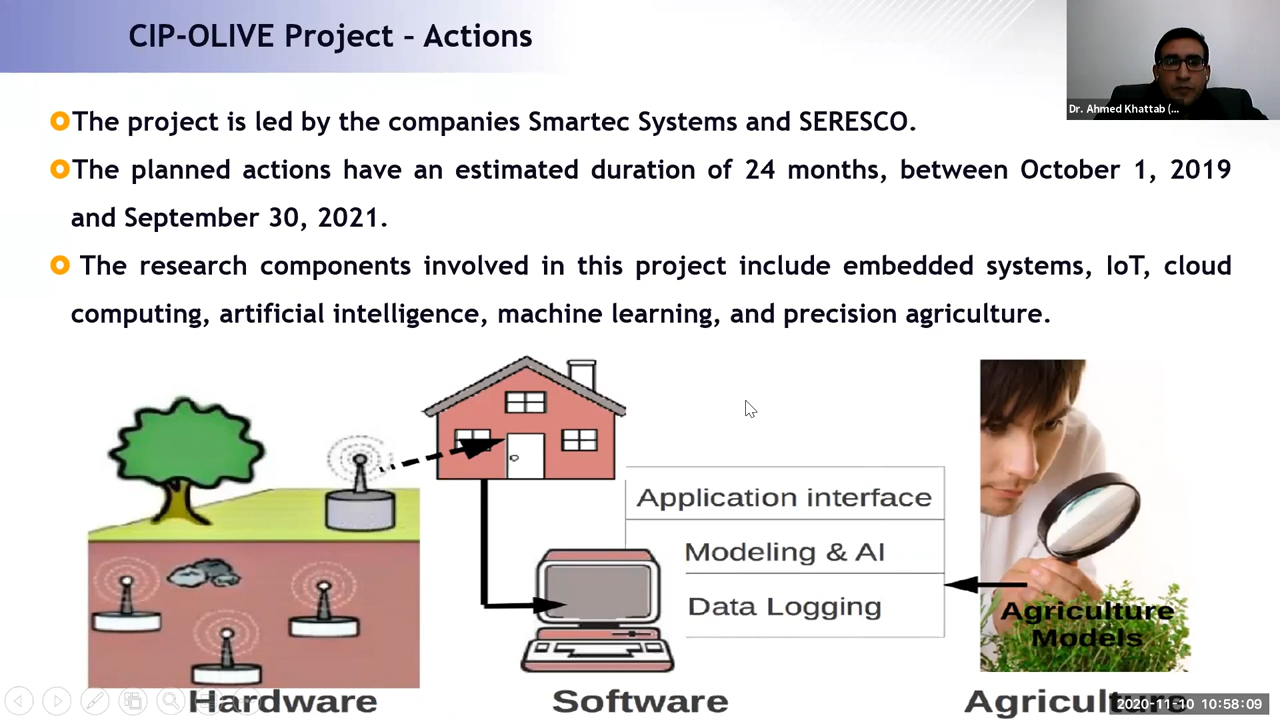 CIP-OLIVE Project – Actions
Dr. Ahmed Khattab (...
The project is led by the companies Smartec Systems and SERESCO.
The planned actions have an estimated duration of 24 months, between October 1, 2019
and September 30, 2021.
The research components involved in this project include embedded systems, IoT, cloud
computing, artificial intelligence, machine learning, and precision agriculture.
Application interface
Modeling & AI
Data Logging
Agriculture
Models
Hardware
Software
Agriculture
2020-11-10 10:58:09